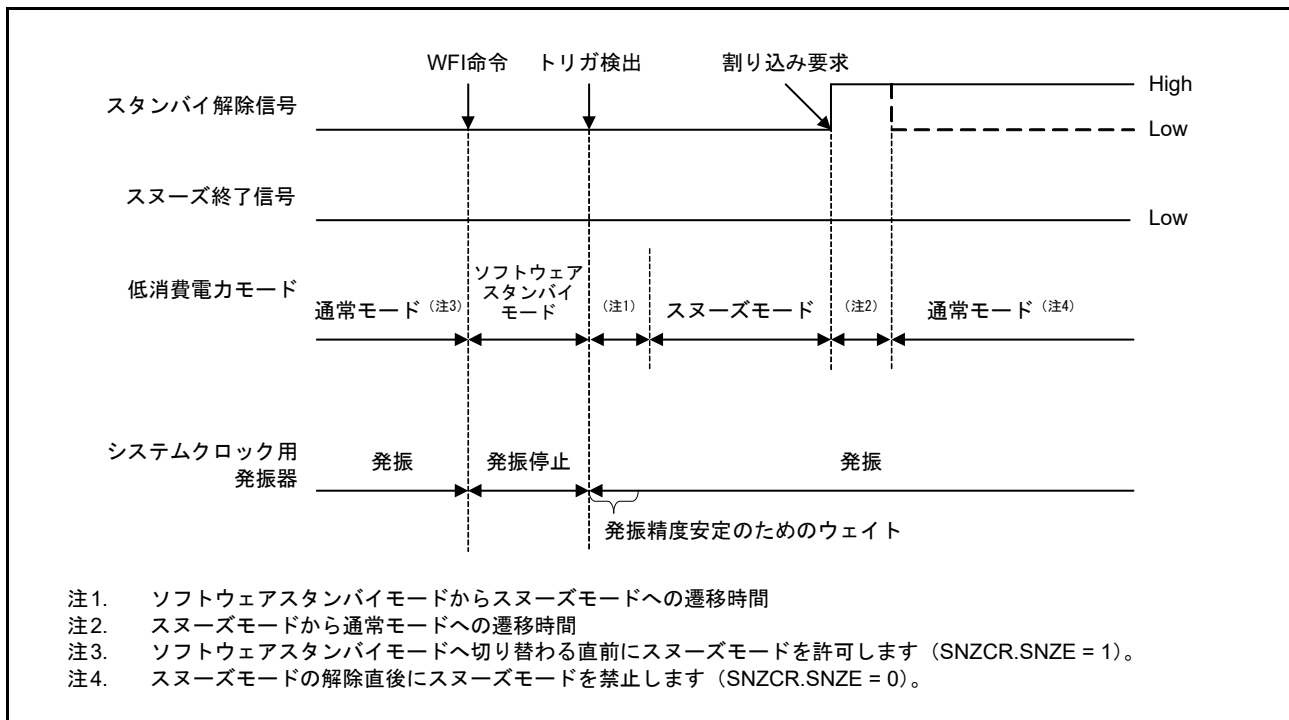 WFI命令 トリガ検出 割り込み要求
スタンバイ解除信号 High
Low
スヌーズ終了信号
Low
低消費電力モード
ソフトウェア
スタンバイ
モード
通常モード (注3) (注1) スヌーズモード (注2) 通常モード (注4)
システムクロック用
発振器
発振 発振停止 発振
発振精度安定のためのウェイト
注1. ソフトウェアスタンバイモードからスヌーズモードへの遷移時間
注2. スヌーズモードから通常モードへの遷移時間
注3. ソフトウェアスタンバイモードへ切り替わる直前にスヌーズモードを許可します（SNZCR.SNZE = 1）。
注4. スヌーズモードの解除直後にスヌーズモードを禁止します（SNZCR.SNZE = 0）。